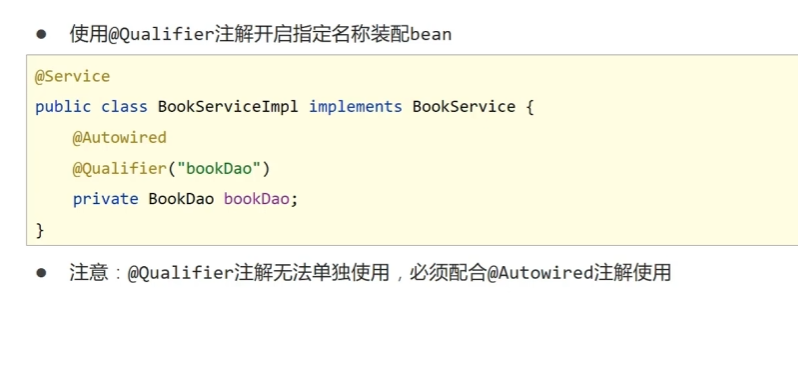 ● 使用@Qualifier注解开启指定名称装配bean
@Service
public class BookServiceImpl implements BookService {
    @Autowired
    @Qualifier("bookDao")
    private BookDao bookDao;
}
● 注意：@Qualifier注解无法单独使用，必须配合@Autowired注解使用